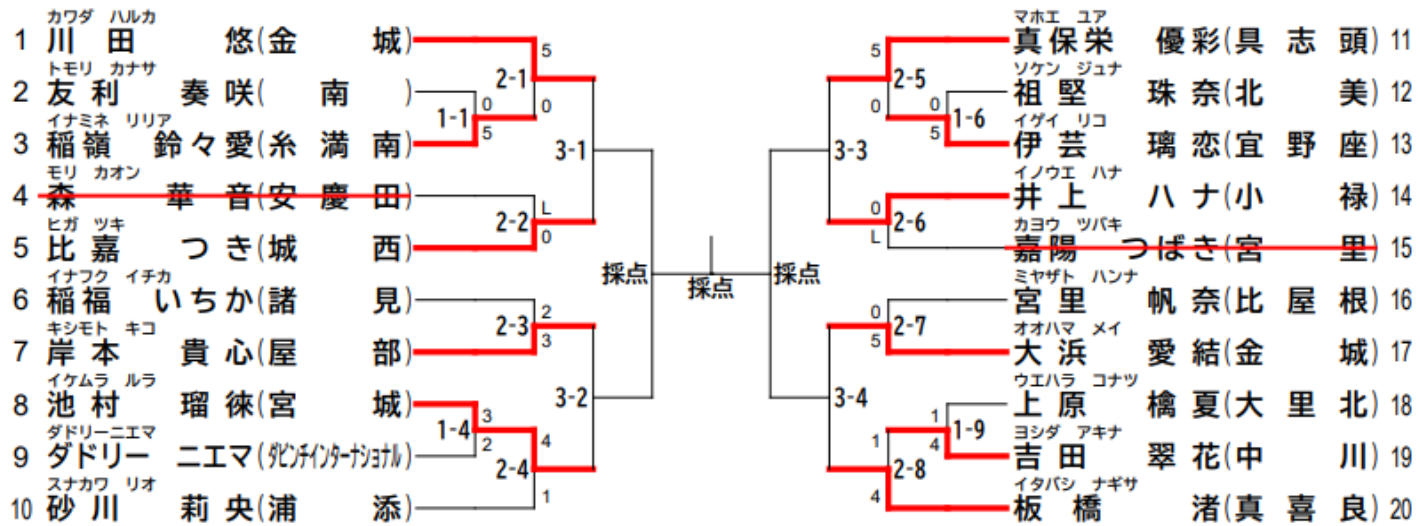 カワダ ハルカ
1 川田 悠(金城)
トモリ カナサ
2 友利 奏咲(南)
イナミネ リリア
3 稲嶺 鈴々愛(糸満南)
モリ カオン
4 森 華音(安慶田)
ヒガ ツキ
5 比嘉 つき(城西)
イナフク イチカ
6 稲福 いちか(諸見)
キシモト キコ
7 岸本 貴心(屋部)
イケムラ ルラ
8 池村 瑠徠(宮城)
ダドリーニエマ
9 ダドリー ニエマ(ダビンチインターナショナル)
スナカワ リオ
10 砂川 莉央(浦添)
5
2-1
0
0
1-1
5
3-1
L
2-2
0
2
2-3
3
3-2
3
1-4
2
4
2-4
1
採点
採点
採点
5
2-5
0
0
1-6
5
3-3
0
2-6
L
0
2-7
5
3-4
1
1-9
4
1
2-8
4
マホエ ユア
真保栄 優彩(具志頭) 11
ソケン ジュナ
祖堅 珠奈(北美) 12
イゲイ リコ
伊芸 璃恋(宜野座) 13
イノウエ ハナ
井上 ハナ(小禄) 14
カヨウ ツバキ
嘉陽 つばき(宮里) 15
ミヤザト ハンナ
宮里 帆奈(比屋根) 16
オオハマ メイ
大浜 愛結(金城) 17
ウエハラ コナツ
上原 檎夏(大里北) 18
ヨシダ アキナ
吉田 翠花(中川) 19
イタバシ ナギサ
板橋 渚(真喜良) 20